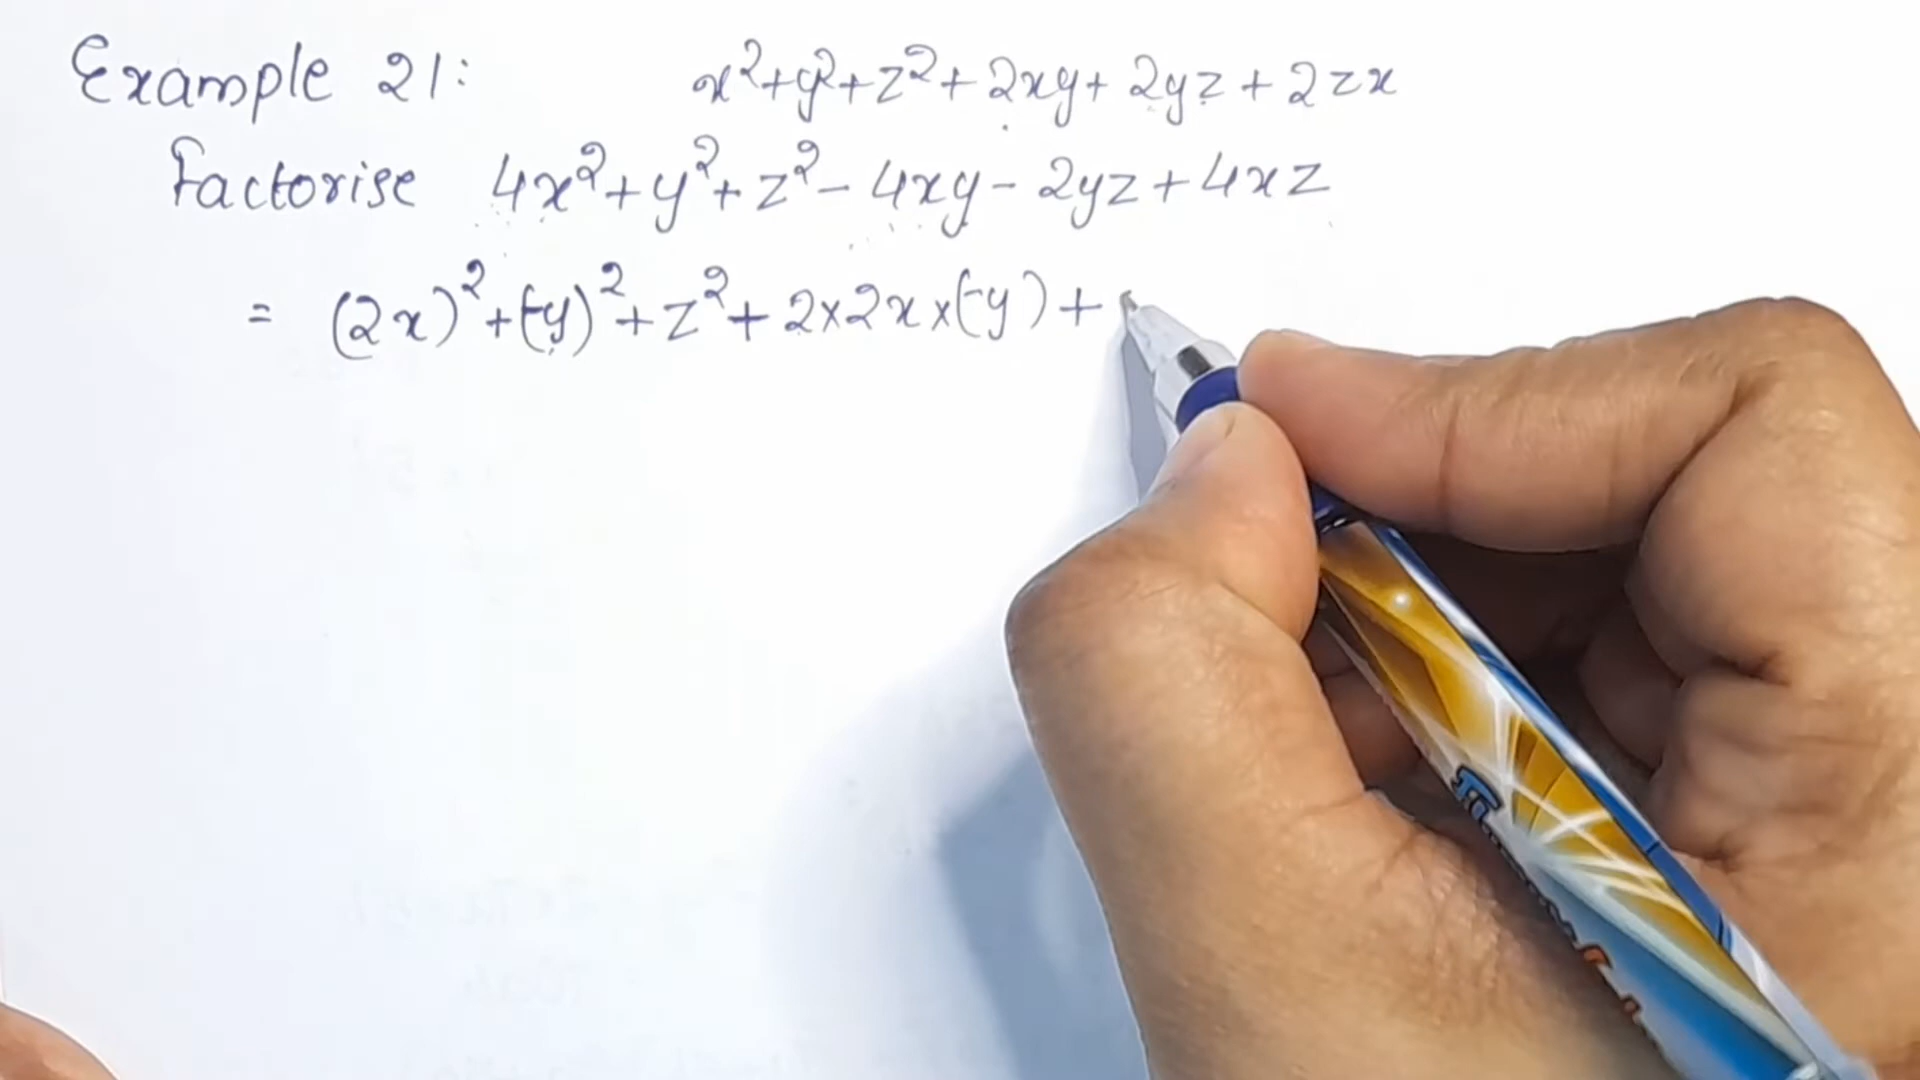 Example 21: x²+y²+z²+2xy+2yz+2zx
Factorise 4x²+y²+z²-4xy-2yz+4xz
= (2x)²+(-y)²+z²+2×2x×(-y)+